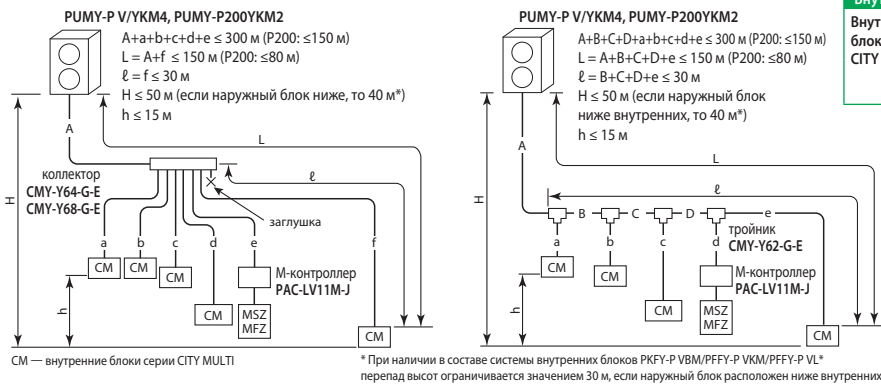 PUMY-P V/YKM4, PUMY-P200YKM2
A+a+b+c+d+e ≤ 300 м (P200: ≤150 м)
L = A+f ≤ 150 м (P200: ≤80 м)
ℓ = f ≤ 30 м
H ≤ 50 м (если наружный блок ниже, то 40 м*)
h ≤ 15 м
A
L
H
коллектор
CMY-Y64-G-E
CMY-Y68-G-E
ℓ
заглушка
a
b
c
d
e
f
CM
CM
CM
М-контроллер
PAC-LV11M-J
h
CM
MSZ
MFZ
CM
CM — внутренние блоки серии CITY MULTI
PUMY-P V/YKM4, PUMY-P200YKM2
A+B+C+D+a+b+c+d+e ≤ 300 м (P200: ≤150 м)
L = A+B+C+D+e ≤ 150 м (P200: ≤80 м)
ℓ = B+C+D+e ≤ 30 м
H ≤ 50 м (если наружный блок
ниже внутренних, то 40 м*)
h ≤ 15 м
A
L
H
ℓ
B
C
D
e
тройник
CMY-Y62-G-E
a
b
c
d
CM
CM
М-контроллер
PAC-LV11M-J
h
CM
MSZ
MFZ
CM
* При наличии в составе системы внутренних блоков PKFY-P VBM/PFFY-P VKM/PFFY-P VL*
перепад высот ограничивается значением 30 м, если наружный блок расположен ниже внутренних
Внут
блок
CITY